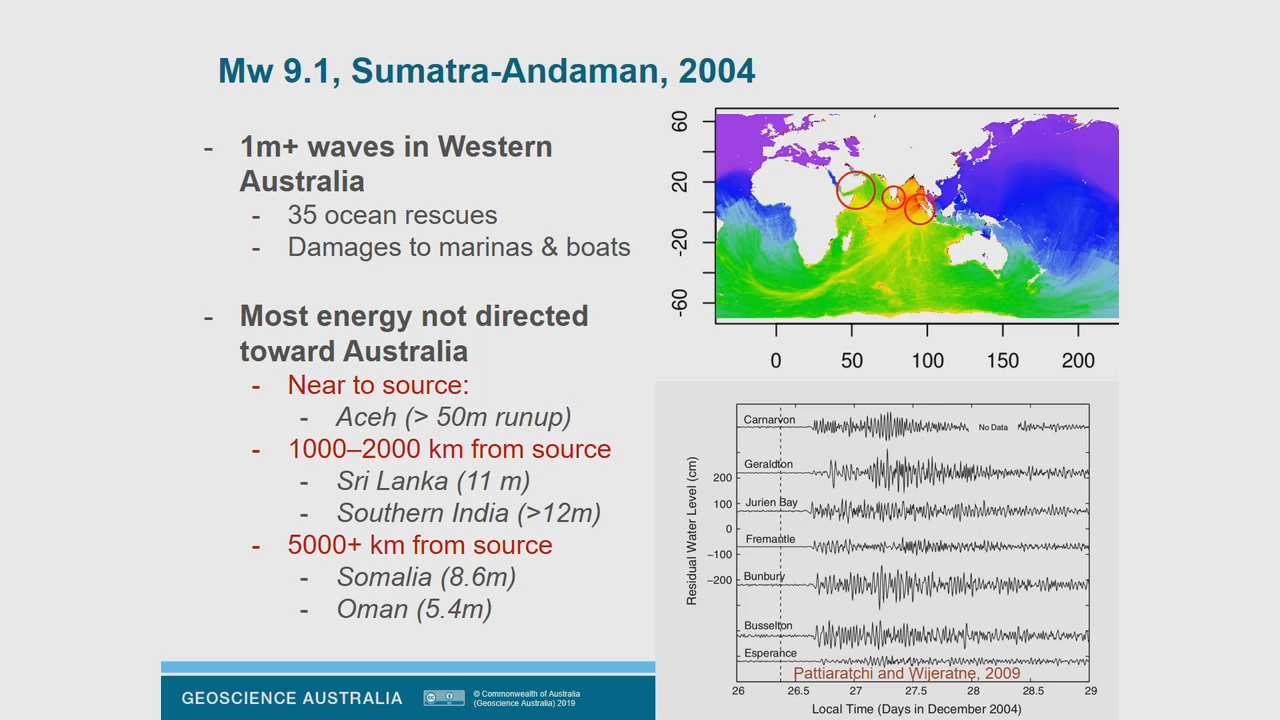 Mw 9.1, Sumatra-Andaman, 2004
- 1m+ waves in Western
Australia
- 35 ocean rescues
- Damages to marinas & boats
- Most energy not directed
toward Australia
- Near to source:
- Aceh (> 50m runup)
- 1000–2000 km from source
- Sri Lanka (11 m)
- Southern India (>12m)
- 5000+ km from source
- Somalia (8.6m)
- Oman (5.4m)
60
20
-20
-60
0 50 100 150 200
Carnarvon
No Data
Geraldton
200
Jurien Bay
100
0
Fremantle
−100
Bunbury
−200
Busselton
Esperance
Residual Water Level (cm)
Pattiaratchi and Wijeratne, 2009
26 26.5 27 27.5 28 28.5 29
Local Time (Days in December 2004)
GEOSCIENCE AUSTRALIA
© Commonwealth of Australia
(Geoscience Australia) 2019